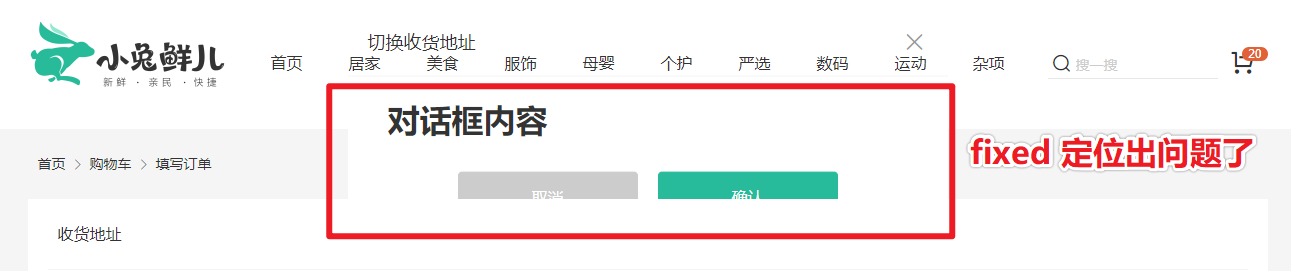 小兔鲜儿
新鲜 · 亲民 · 快捷
切换收货地址
首页 居家 美食 服饰 母婴 个护 严选 数码 运动 杂项 搜一搜 20
对话框内容
fixed 定位出问题了
首页 > 购物车 > 填写订单
取消 确认
收货地址